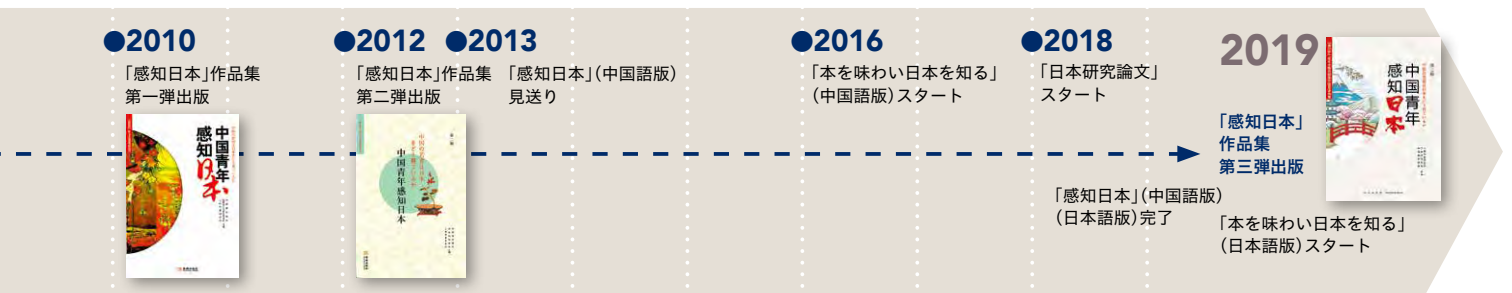 ●2010
「感知日本」作品集
第一弾出版
中国青年
感知日本
●2012
「感知日本」作品集
第二弾出版
中国青年感知日本
●2013
「感知日本」(中国語版)
見送り
●2016
「本を味わい日本を知る」
(中国語版)スタート
●2018
「日本研究論文」
スタート
「感知日本」(中国語版)
(日本語版)完了
2019
「感知日本」
作品集
第三弾出版
中国青年
感知日本
「本を味わい日本を知る」
(日本語版)スタート